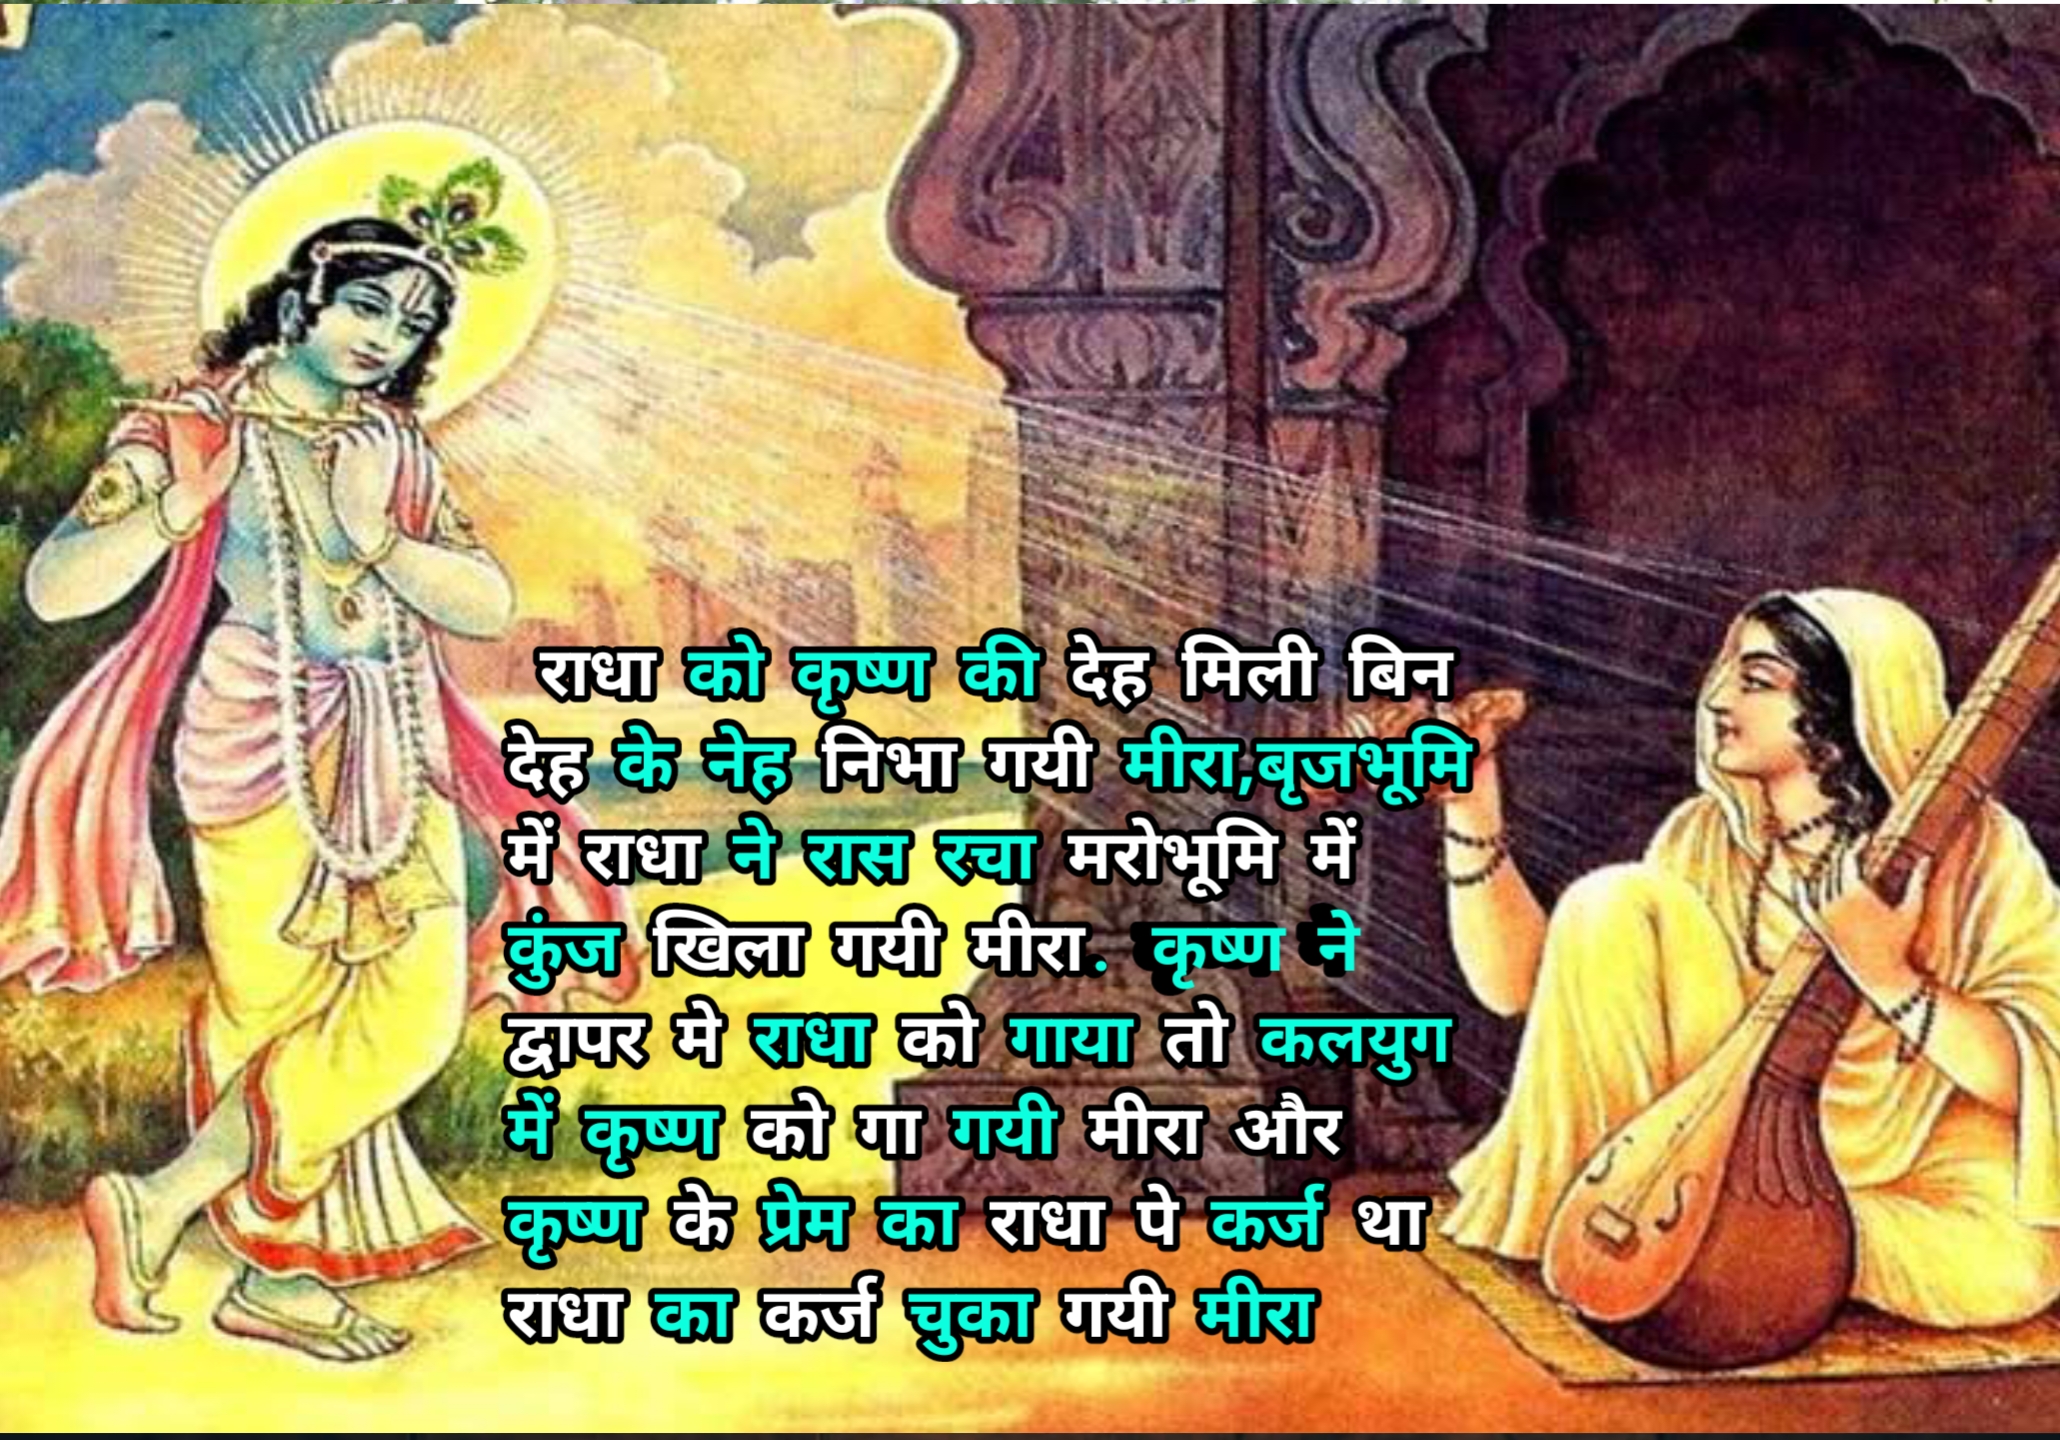 राधा को कृष्ण की देह मिली बिन
देह के नेह निभा गयी मीरा,बृजभूमि
में राधा ने रास रचा मरोभूमि में
कुंज खिला गयी मीरा. कृष्ण ने
द्वापर मे राधा को गाया तो कलयुग
में कृष्ण को गा गयी मीरा और
कृष्ण के प्रेम का राधा पे कर्ज था
राधा का कर्ज चुका गयी मीरा